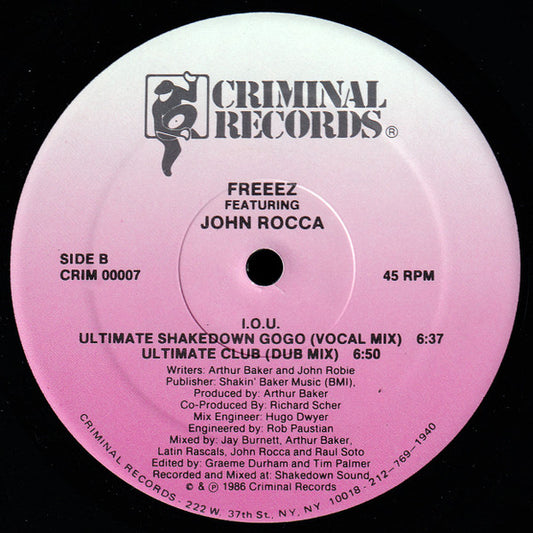 CRIMINAL
RECORDS®
FREEEZ
FEATURING
JOHN ROCCA
SIDE B
CRIM 00007
45 RPM
I.O.U.
ULTIMATE SHAKEDOWN GOGO (VOCAL MIX) 6:37
ULTIMATE CLUB (DUB MIX) 6:50
Writers: Arthur Baker and John Robie
Publisher: Shakin' Baker Music (BMI),
Produced by: Arthur Baker
Co-Produced By: Richard Scher
Mix Engineer: Hugo Dwyer
Engineered by: Rob Paustian
Mixed by: Jay Burnett, Arthur Baker,
Latin Rascals, John Rocca and Raul Soto
Edited by: Graeme Durham and Tim Palmer
Recorded and Mixed at: Shakedown Sound
© & ℗ 1986 Criminal Records
CRIMINAL RECORDS - 222 W. 37th St., NY, NY 10018 - 212-769-1940